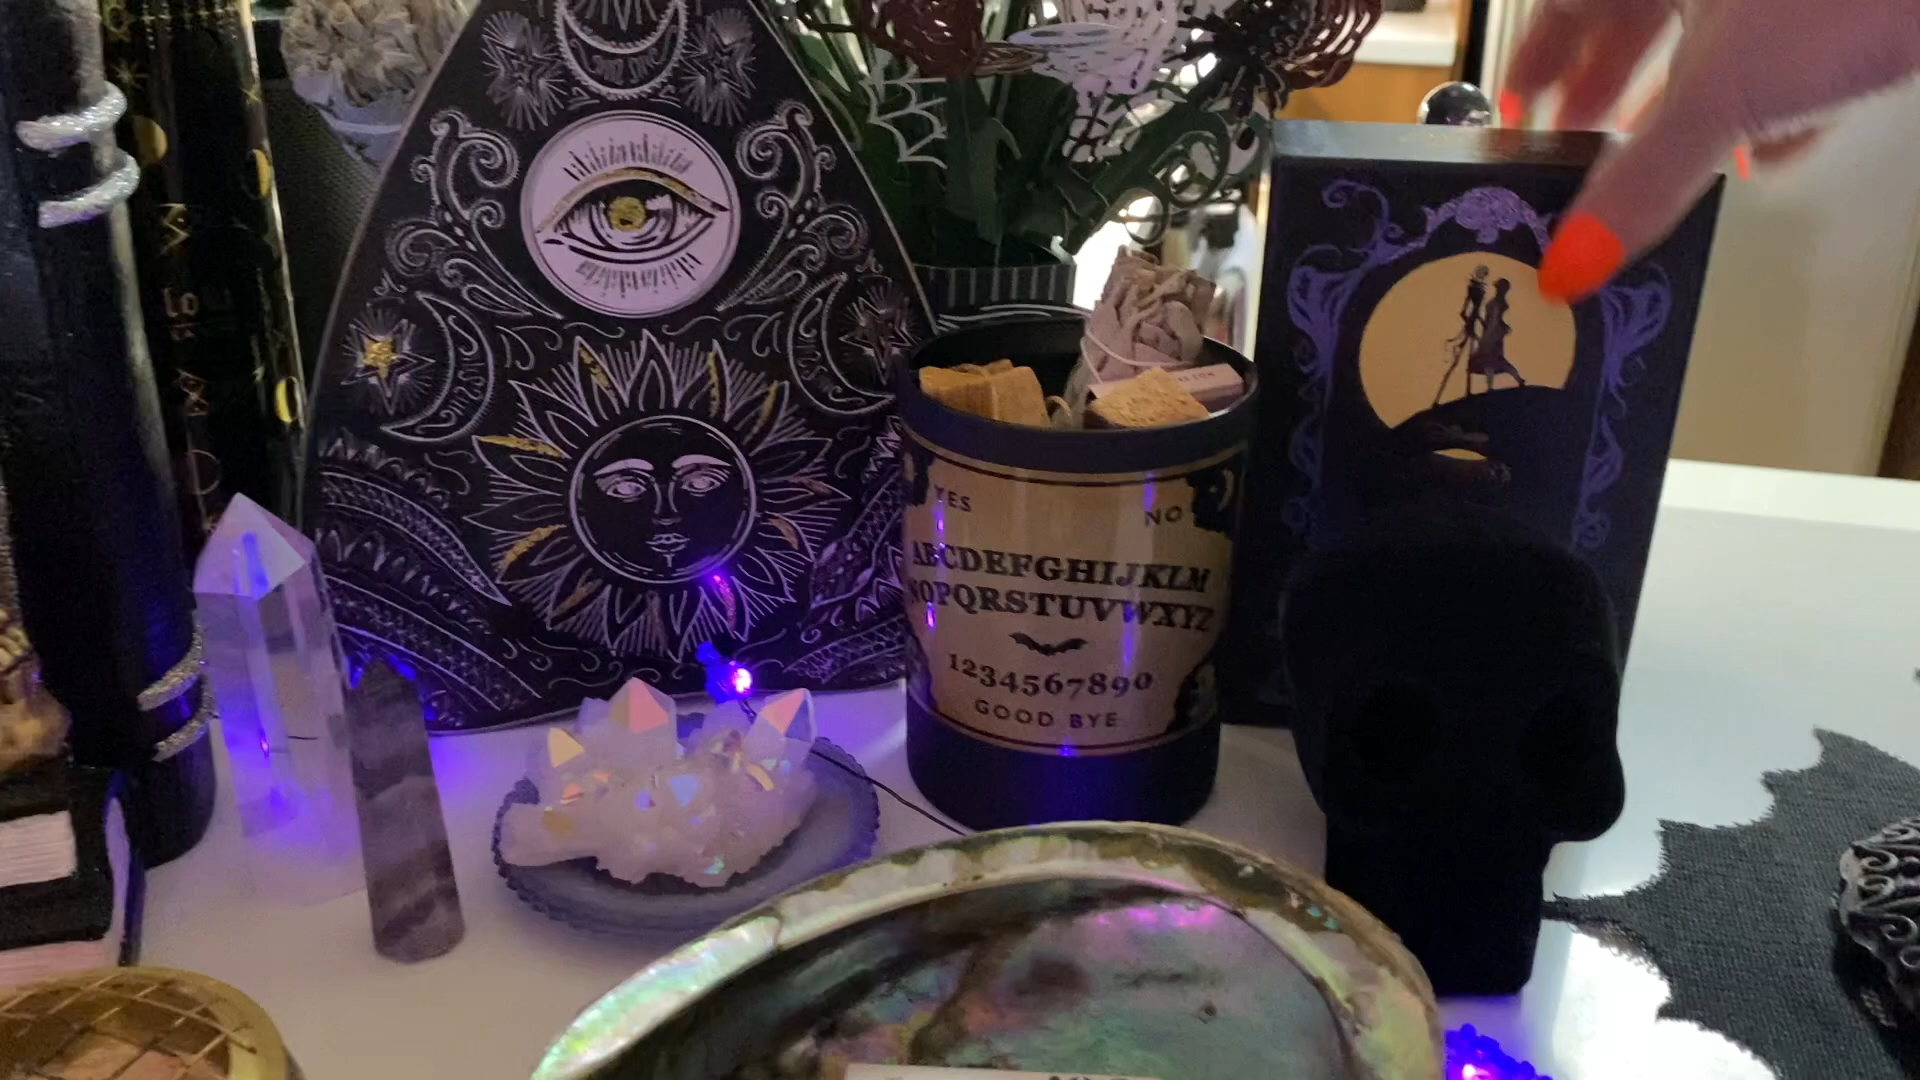 YES NO
ABCDEFGHIJKLM
NOPQRSTUVWXYZ
1234567890
GOOD BYE